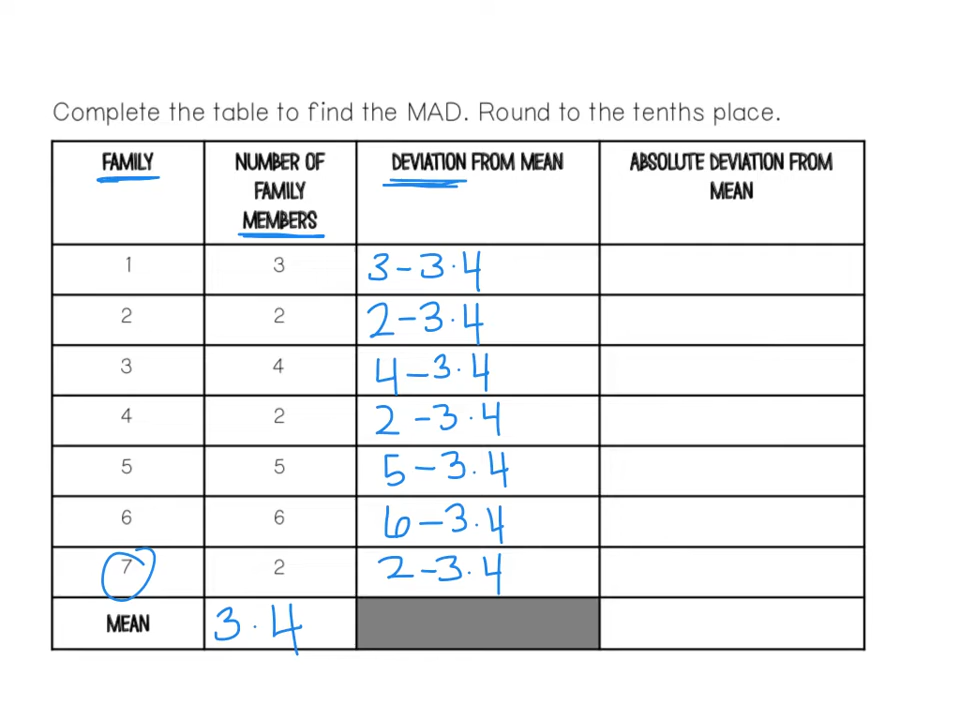 Complete the table to find the MAD. Round to the tenths place.
FAMILY NUMBER OF FAMILY MEMBERS DEVIATION FROM MEAN ABSOLUTE DEVIATION FROM MEAN
1 3 3-3.4
2 2 2-3.4
3 4 4-3.4
4 2 2-3.4
5 5 5-3.4
6 6 6-3.4
7 2 2-3.4
MEAN 3.4